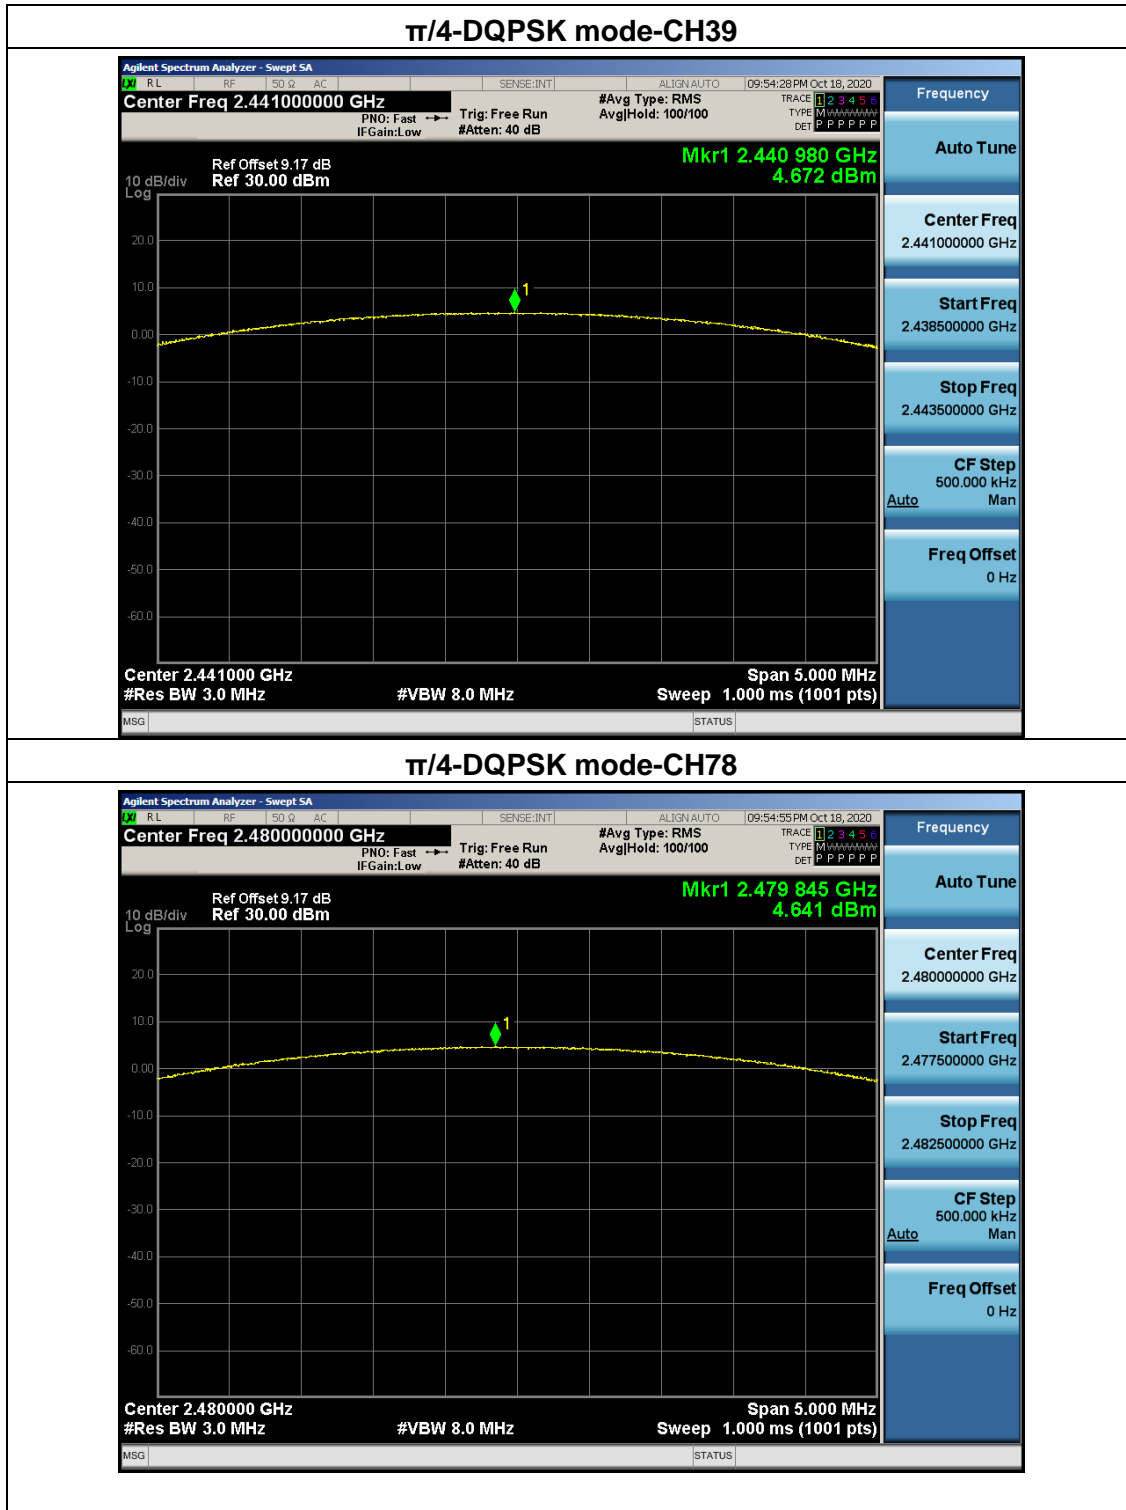 π/4-DQPSK mode-CH39
Agilent Spectrum Analyzer - Swept SA
LXI RL RF 50 Ω AC SENSE:INT ALIGN AUTO 09:54:28 PM Oct 18, 2020
Center Freq 2.441000000 GHz
PNO: Fast
IFGain:Low
Trig: Free Run
#Atten: 40 dB
#Avg Type: RMS
Avg|Hold: 100/100
TRACE 1 2 3 4 5 6
TYPE M
DET P P P P P P
Frequency
Mkr1 2.440 980 GHz
4.672 dBm
Ref Offset 9.17 dB
10 dB/div Ref 30.00 dBm
Log
20.0
10.0
0.00
-10.0
-20.0
-30.0
-40.0
-50.0
-60.0
1
Auto Tune
Center Freq
2.441000000 GHz
Start Freq
2.438500000 GHz
Stop Freq
2.443500000 GHz
CF Step
500.000 kHz
Auto Man
Freq Offset
0 Hz
Center 2.441000 GHz Span 5.000 MHz
#Res BW 3.0 MHz #VBW 8.0 MHz Sweep 1.000 ms (1001 pts)
MSG STATUS
π/4-DQPSK mode-CH78
Agilent Spectrum Analyzer - Swept SA
LXI RL RF 50 Ω AC SENSE:INT ALIGN AUTO 09:54:55 PM Oct 18, 2020
Center Freq 2.480000000 GHz
PNO: Fast
IFGain:Low
Trig: Free Run
#Atten: 40 dB
#Avg Type: RMS
Avg|Hold: 100/100
TRACE 1 2 3 4 5 6
TYPE M
DET P P P P P P
Frequency
Mkr1 2.479 845 GHz
4.641 dBm
Ref Offset 9.17 dB
10 dB/div Ref 30.00 dBm
Log
20.0
10.0
0.00
-10.0
-20.0
-30.0
-40.0
-50.0
-60.0
1
Auto Tune
Center Freq
2.480000000 GHz
Start Freq
2.477500000 GHz
Stop Freq
2.482500000 GHz
CF Step
500.000 kHz
Auto Man
Freq Offset
0 Hz
Center 2.480000 GHz Span 5.000 MHz
#Res BW 3.0 MHz #VBW 8.0 MHz Sweep 1.000 ms (1001 pts)
MSG STATUS